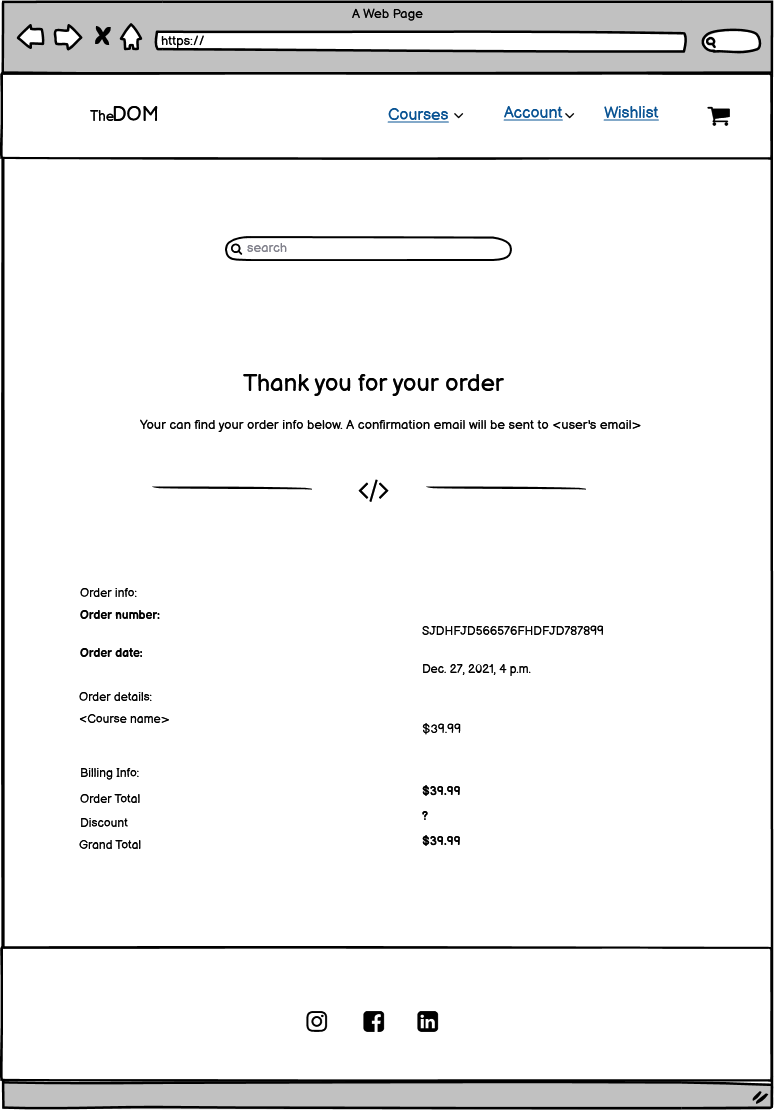 A Web Page
https://
TheDOM
Courses Account Wishlist
search
Thank you for your order
Your can find your order info below. A confirmation email will be sent to <user's email>
</>
Order info:
Order number:
SJDHFJD566576FHDFJD787899
Order date:
Dec. 27, 2021, 4 p.m.
Order details:
<Course name>
$39.99
Billing Info:
Order Total $39.99
Discount ?
Grand Total $39.99